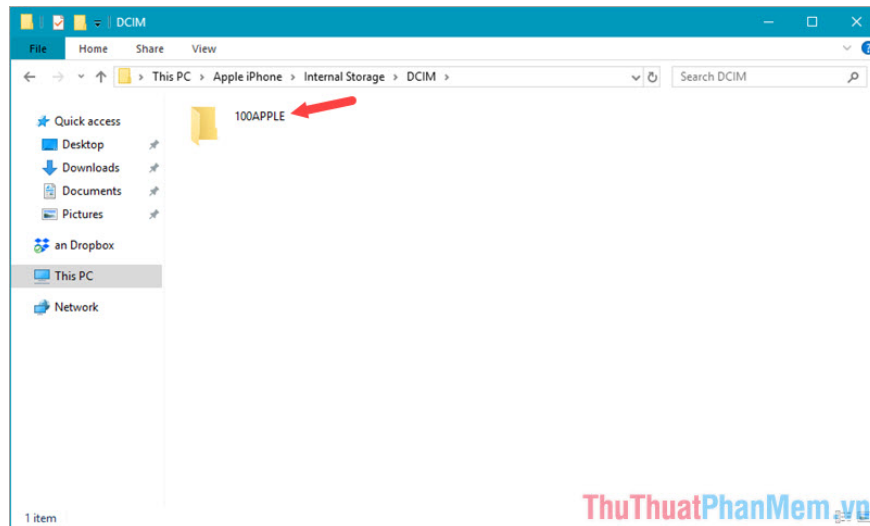 DCIM
File Home Share View
This PC > Apple iPhone > Internal Storage > DCIM >
Search DCIM
Quick access
100APPLE
Desktop
Downloads
Documents
Pictures
an Dropbox
This PC
Network
ThuThuatPhanMem.vn
1 item